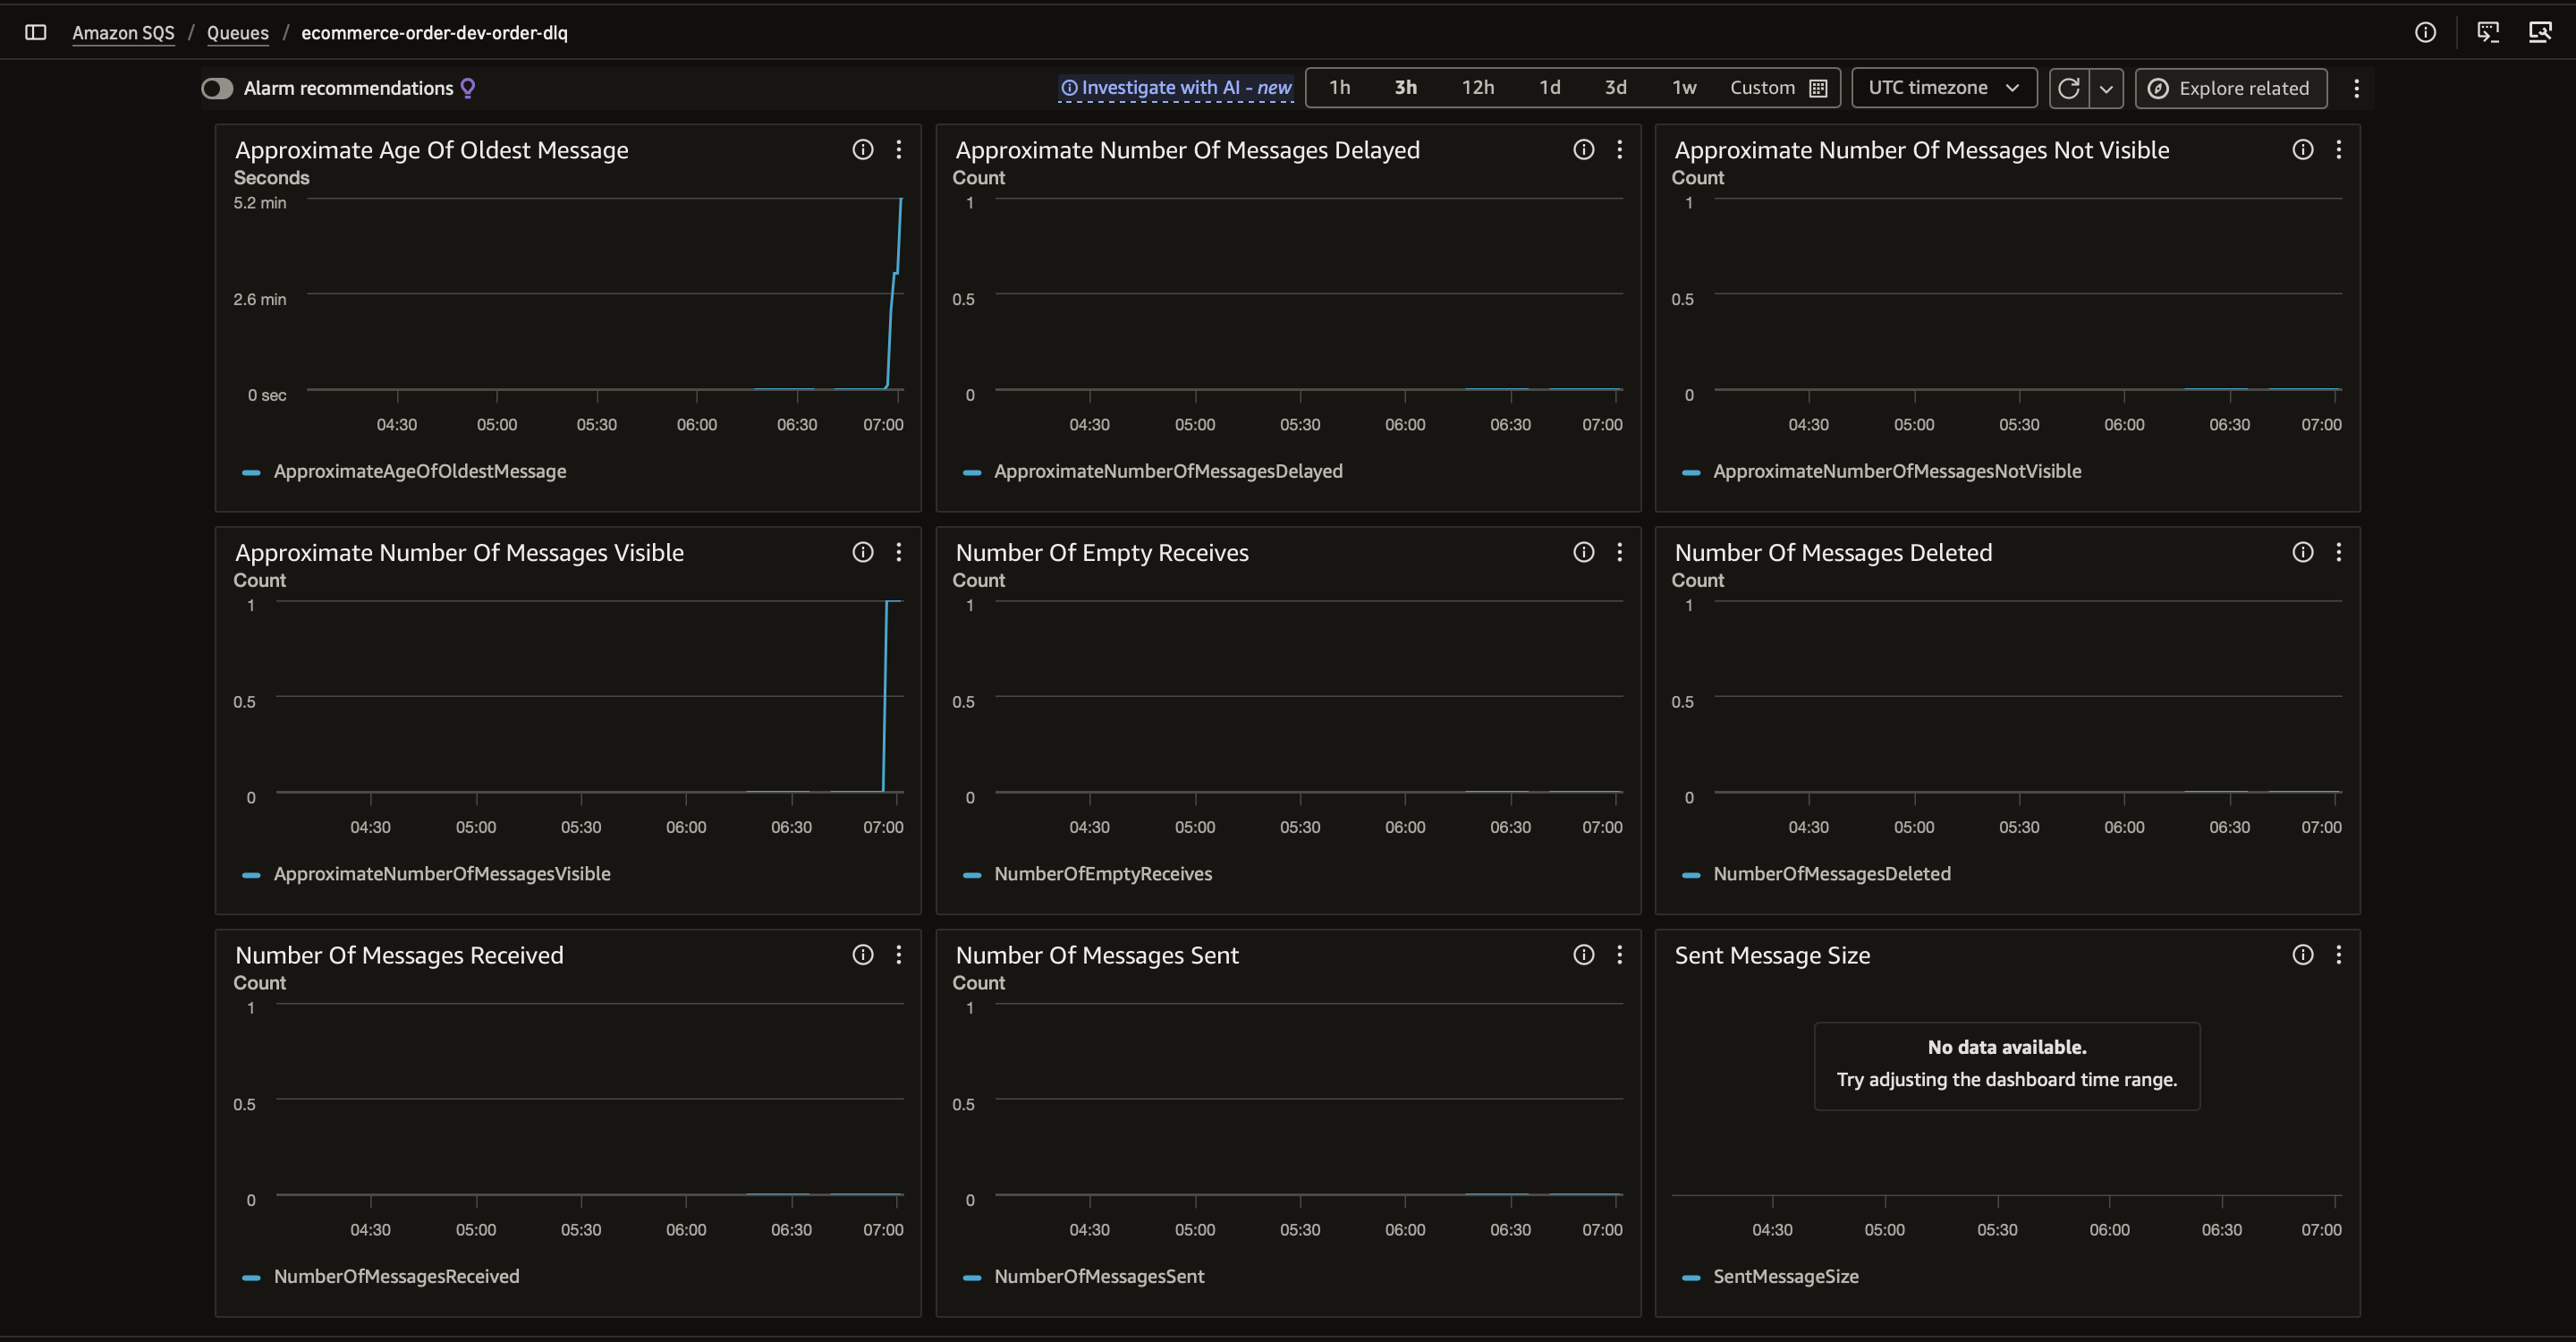 Amazon SQS / Queues / ecommerce-order-dev-order-dlq
Alarm recommendations
Investigate with AI - new
1h 3h 12h 1d 3d 1w Custom
UTC timezone
Explore related
Approximate Age Of Oldest Message
Seconds
5.2 min
2.6 min
0 sec
04:30 05:00 05:30 06:00 06:30 07:00
ApproximateAgeOfOldestMessage
Approximate Number Of Messages Delayed
Count
1
0.5
0
04:30 05:00 05:30 06:00 06:30 07:00
ApproximateNumberOfMessagesDelayed
Approximate Number Of Messages Not Visible
Count
1
0.5
0
04:30 05:00 05:30 06:00 06:30 07:00
ApproximateNumberOfMessagesNotVisible
Approximate Number Of Messages Visible
Count
1
0.5
0
04:30 05:00 05:30 06:00 06:30 07:00
ApproximateNumberOfMessagesVisible
Number Of Empty Receives
Count
1
0.5
0
04:30 05:00 05:30 06:00 06:30 07:00
NumberOfEmptyReceives
Number Of Messages Deleted
Count
1
0.5
0
04:30 05:00 05:30 06:00 06:30 07:00
NumberOfMessagesDeleted
Number Of Messages Received
Count
1
0.5
0
04:30 05:00 05:30 06:00 06:30 07:00
NumberOfMessagesReceived
Number Of Messages Sent
Count
1
0.5
0
04:30 05:00 05:30 06:00 06:30 07:00
NumberOfMessagesSent
Sent Message Size
No data available.
Try adjusting the dashboard time range.
04:30 05:00 05:30 06:00 06:30 07:00
SentMessageSize